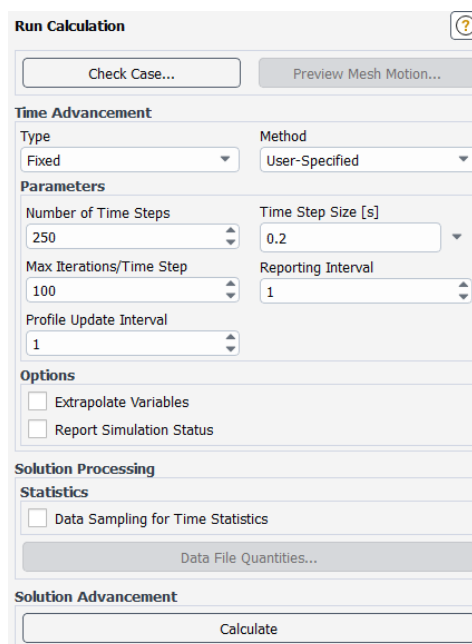 Run Calculation
?
Check Case...
Preview Mesh Motion...
Time Advancement
Type
Method
Fixed
User-Specified
Parameters
Number of Time Steps
Time Step Size [s]
250
0.2
Max Iterations/Time Step
Reporting Interval
100
1
Profile Update Interval
1
Options
Extrapolate Variables
Report Simulation Status
Solution Processing
Statistics
Data Sampling for Time Statistics
Data File Quantities...
Solution Advancement
Calculate